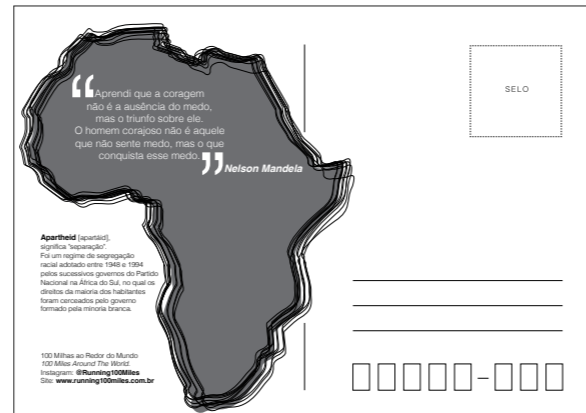 “Aprendi que a coragem
não é a ausência do medo,
mas o triunfo sobre ele.
O homem corajoso não é aquele
que não sente medo, mas o que
conquista esse medo.”
Nelson Mandela
SELO
Apartheid [apartáid],
significa "separação".
Foi um regime de segregação
racial adotado entre 1948 e 1994
pelos sucessivos governos do Partido
Nacional na África do Sul, no qual os
direitos da maioria dos habitantes
foram cerceados pelo governo
formado pela minoria branca.
100 Milhas ao Redor do Mundo
100 Miles Around The World.
Instagram: @Running100Miles
Site: www.running100miles.com.br